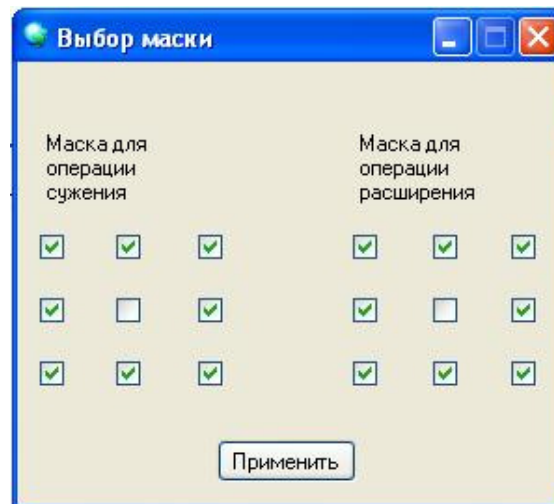 Выбор маски
Маска для
операции
сужения
Маска для
операции
расширения
Применить